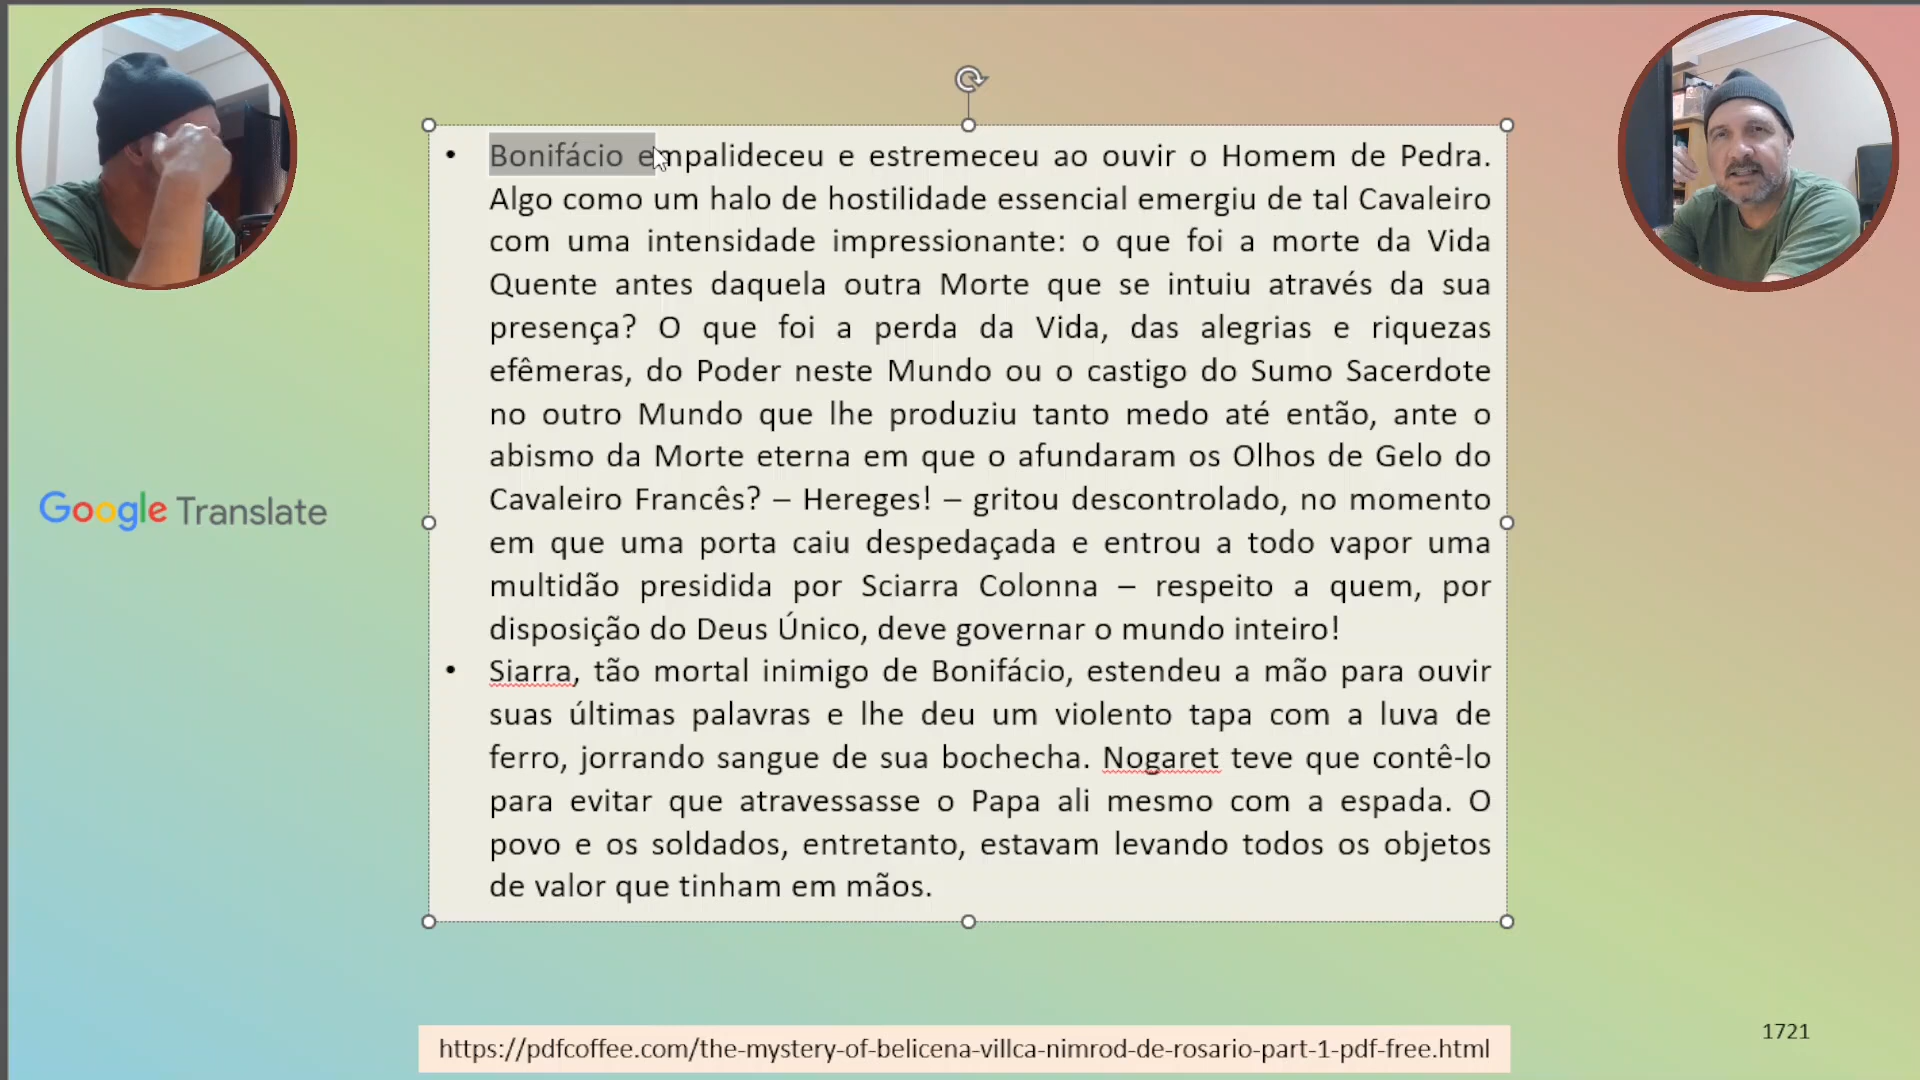 • Bonifácio empalideceu e estremeceu ao ouvir o Homem de Pedra.
Algo como um halo de hostilidade essencial emergiu de tal Cavaleiro
com uma intensidade impressionante: o que foi a morte da Vida
Quente antes daquela outra Morte que se intuiu através da sua
presença? O que foi a perda da Vida, das alegrias e riquezas
efêmeras, do Poder neste Mundo ou o castigo do Sumo Sacerdote
no outro Mundo que lhe produziu tanto medo até então, ante o
abismo da Morte eterna em que o afundaram os Olhos de Gelo do
Cavaleiro Francês? – Hereges! – gritou descontrolado, no momento
em que uma porta caiu despedaçada e entrou a todo vapor uma
multidão presidida por Sciarra Colonna – respeito a quem, por
disposição do Deus Único, deve governar o mundo inteiro!
• Siarra, tão mortal inimigo de Bonifácio, estendeu a mão para ouvir
suas últimas palavras e lhe deu um violento tapa com a luva de
ferro, jorrando sangue de sua bochecha. Nogaret teve que contê-lo
para evitar que atravessasse o Papa ali mesmo com a espada. O
povo e os soldados, entretanto, estavam levando todos os objetos
de valor que tinham em mãos.
Google Translate
https://pdfcoffee.com/the-mystery-of-belicena-villca-nimrod-de-rosario-part-1-pdf-free.html
1721